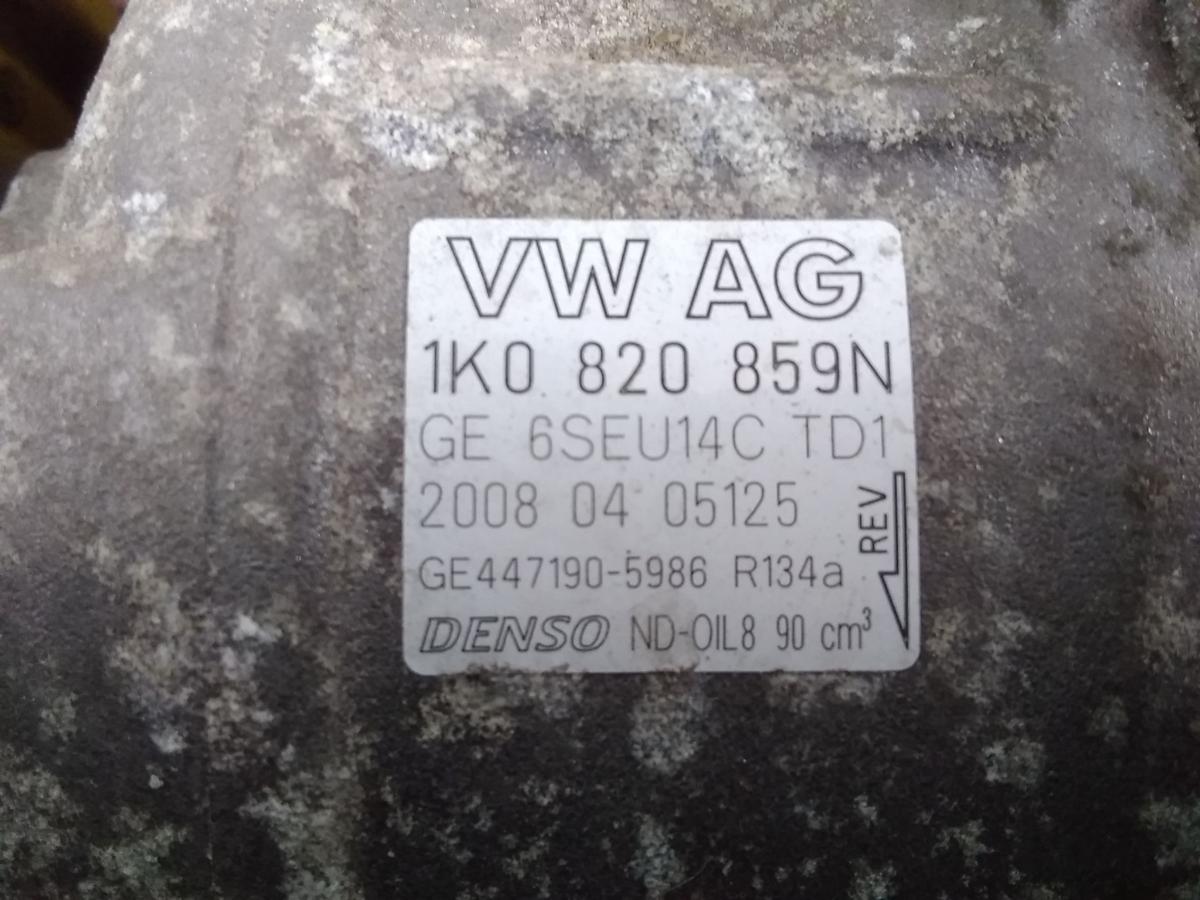 VW AG
1K0 820 859N
GE 6SEU14C TD1
2008 04 05125
REV
GE447190-5986 R134a
DENSO ND-OIL8 90 cm³